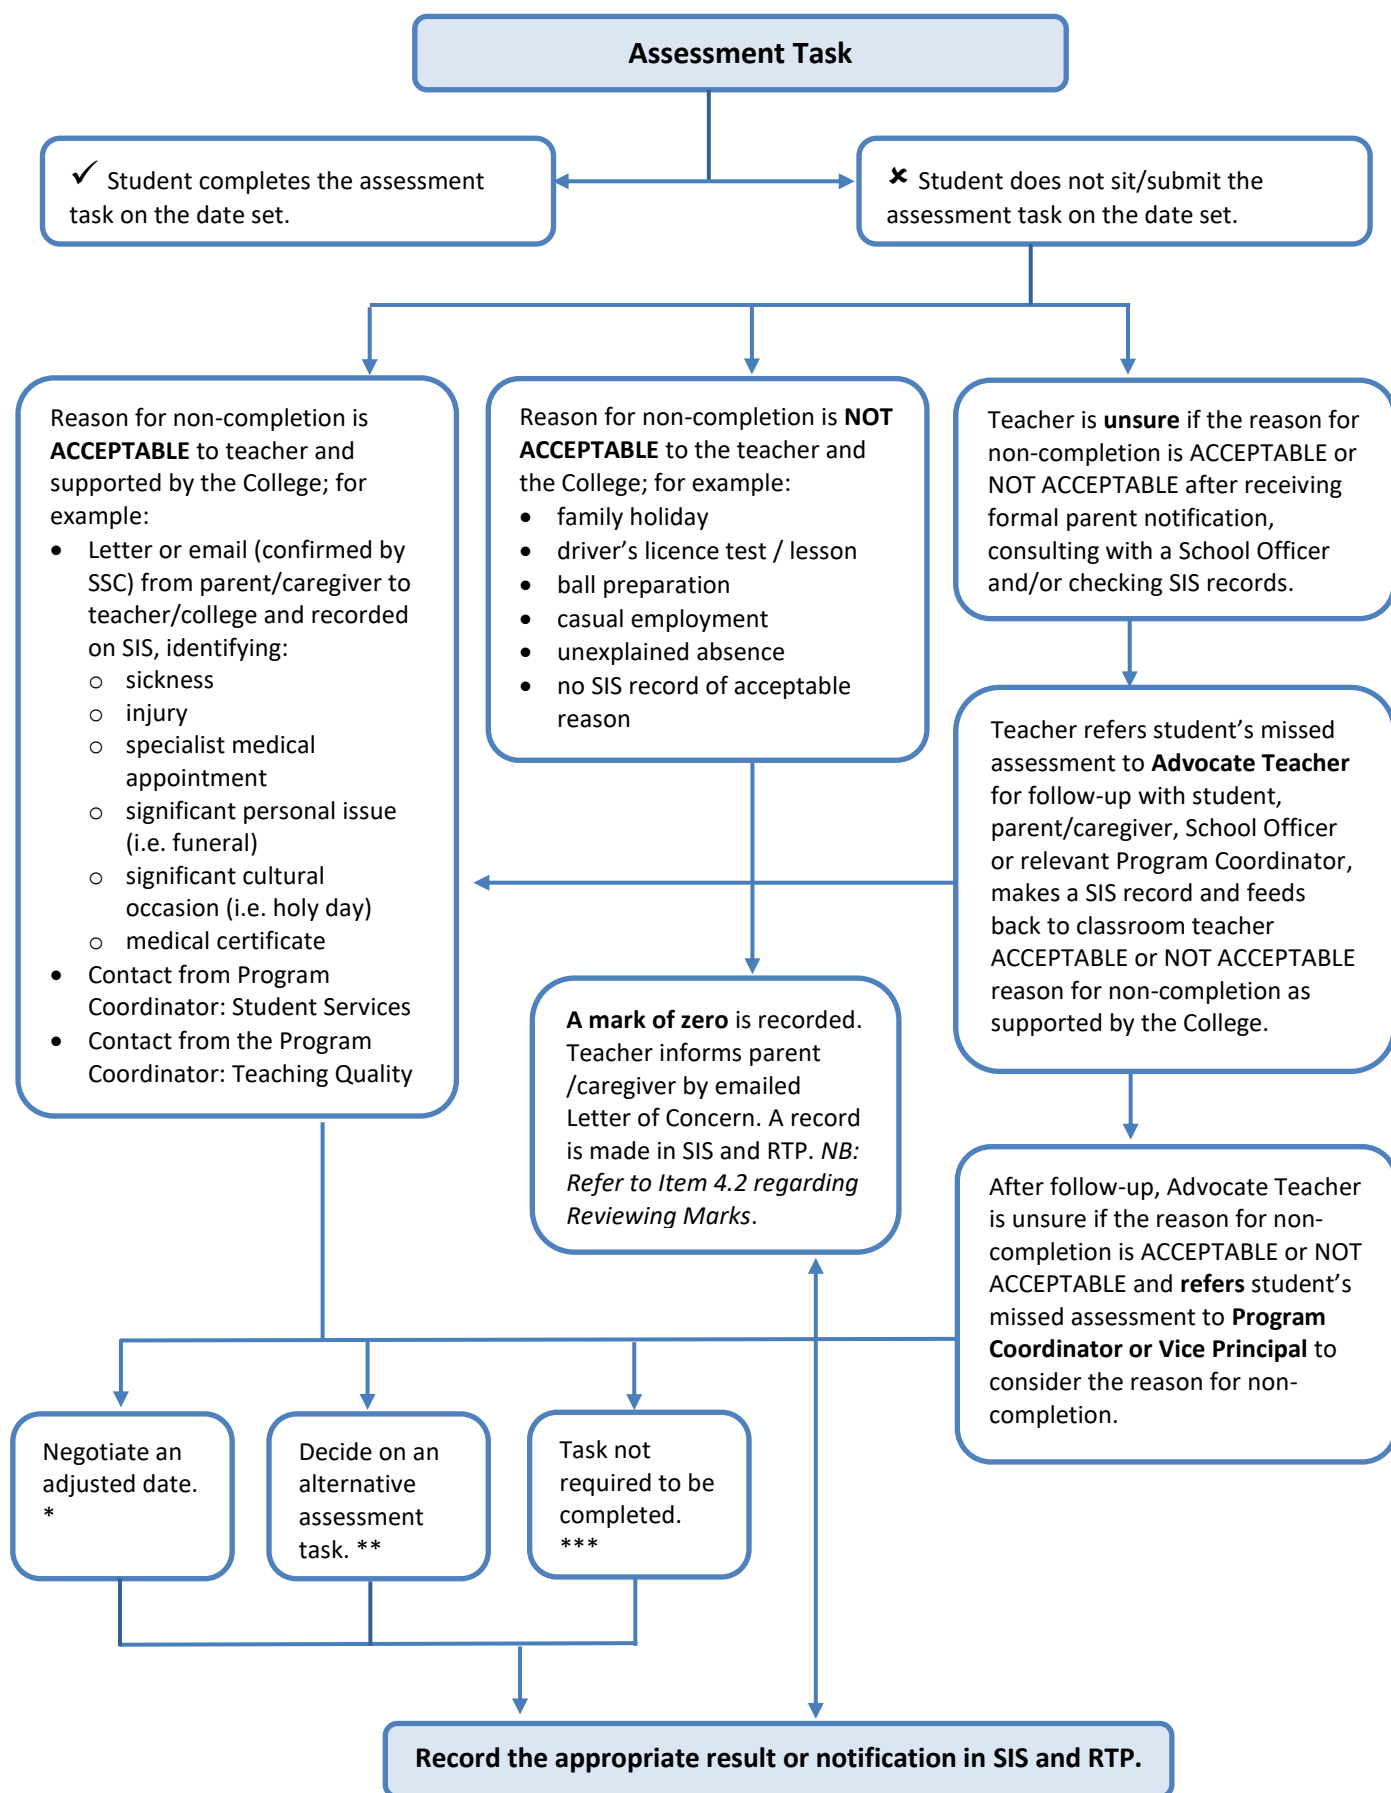 Assessment Task
✓ Student completes the assessment
task on the date set.
✘ Student does not sit/submit the
assessment task on the date set.
Reason for non-completion is
ACCEPTABLE to teacher and
supported by the College; for
example:
• Letter or email (confirmed by
SSC) from parent/caregiver to
teacher/college and recorded
on SIS, identifying:
o sickness
o injury
o specialist medical
appointment
o significant personal issue
(i.e. funeral)
o significant cultural
occasion (i.e. holy day)
o medical certificate
• Contact from Program
Coordinator: Student Services
• Contact from the Program
Coordinator: Teaching Quality
Reason for non-completion is NOT
ACCEPTABLE to the teacher and
the College; for example:
• family holiday
• driver’s licence test / lesson
• ball preparation
• casual employment
• unexplained absence
• no SIS record of acceptable
reason
Teacher is unsure if the reason for
non-completion is ACCEPTABLE or
NOT ACCEPTABLE after receiving
formal parent notification,
consulting with a School Officer
and/or checking SIS records.
Teacher refers student’s missed
assessment to Advocate Teacher
for follow-up with student,
parent/caregiver, School Officer
or relevant Program Coordinator,
makes a SIS record and feeds
back to classroom teacher
ACCEPTABLE or NOT ACCEPTABLE
reason for non-completion as
supported by the College.
A mark of zero is recorded.
Teacher informs parent
/caregiver by emailed
Letter of Concern. A record
is made in SIS and RTP. NB:
Refer to Item 4.2 regarding
Reviewing Marks.
After follow-up, Advocate Teacher
is unsure if the reason for non-
completion is ACCEPTABLE or NOT
ACCEPTABLE and refers student’s
missed assessment to Program
Coordinator or Vice Principal to
consider the reason for non-
completion.
Negotiate an
adjusted date.
*
Decide on an
alternative
assessment
task. **
Task not
required to be
completed.
***
Record the appropriate result or notification in SIS and RTP.